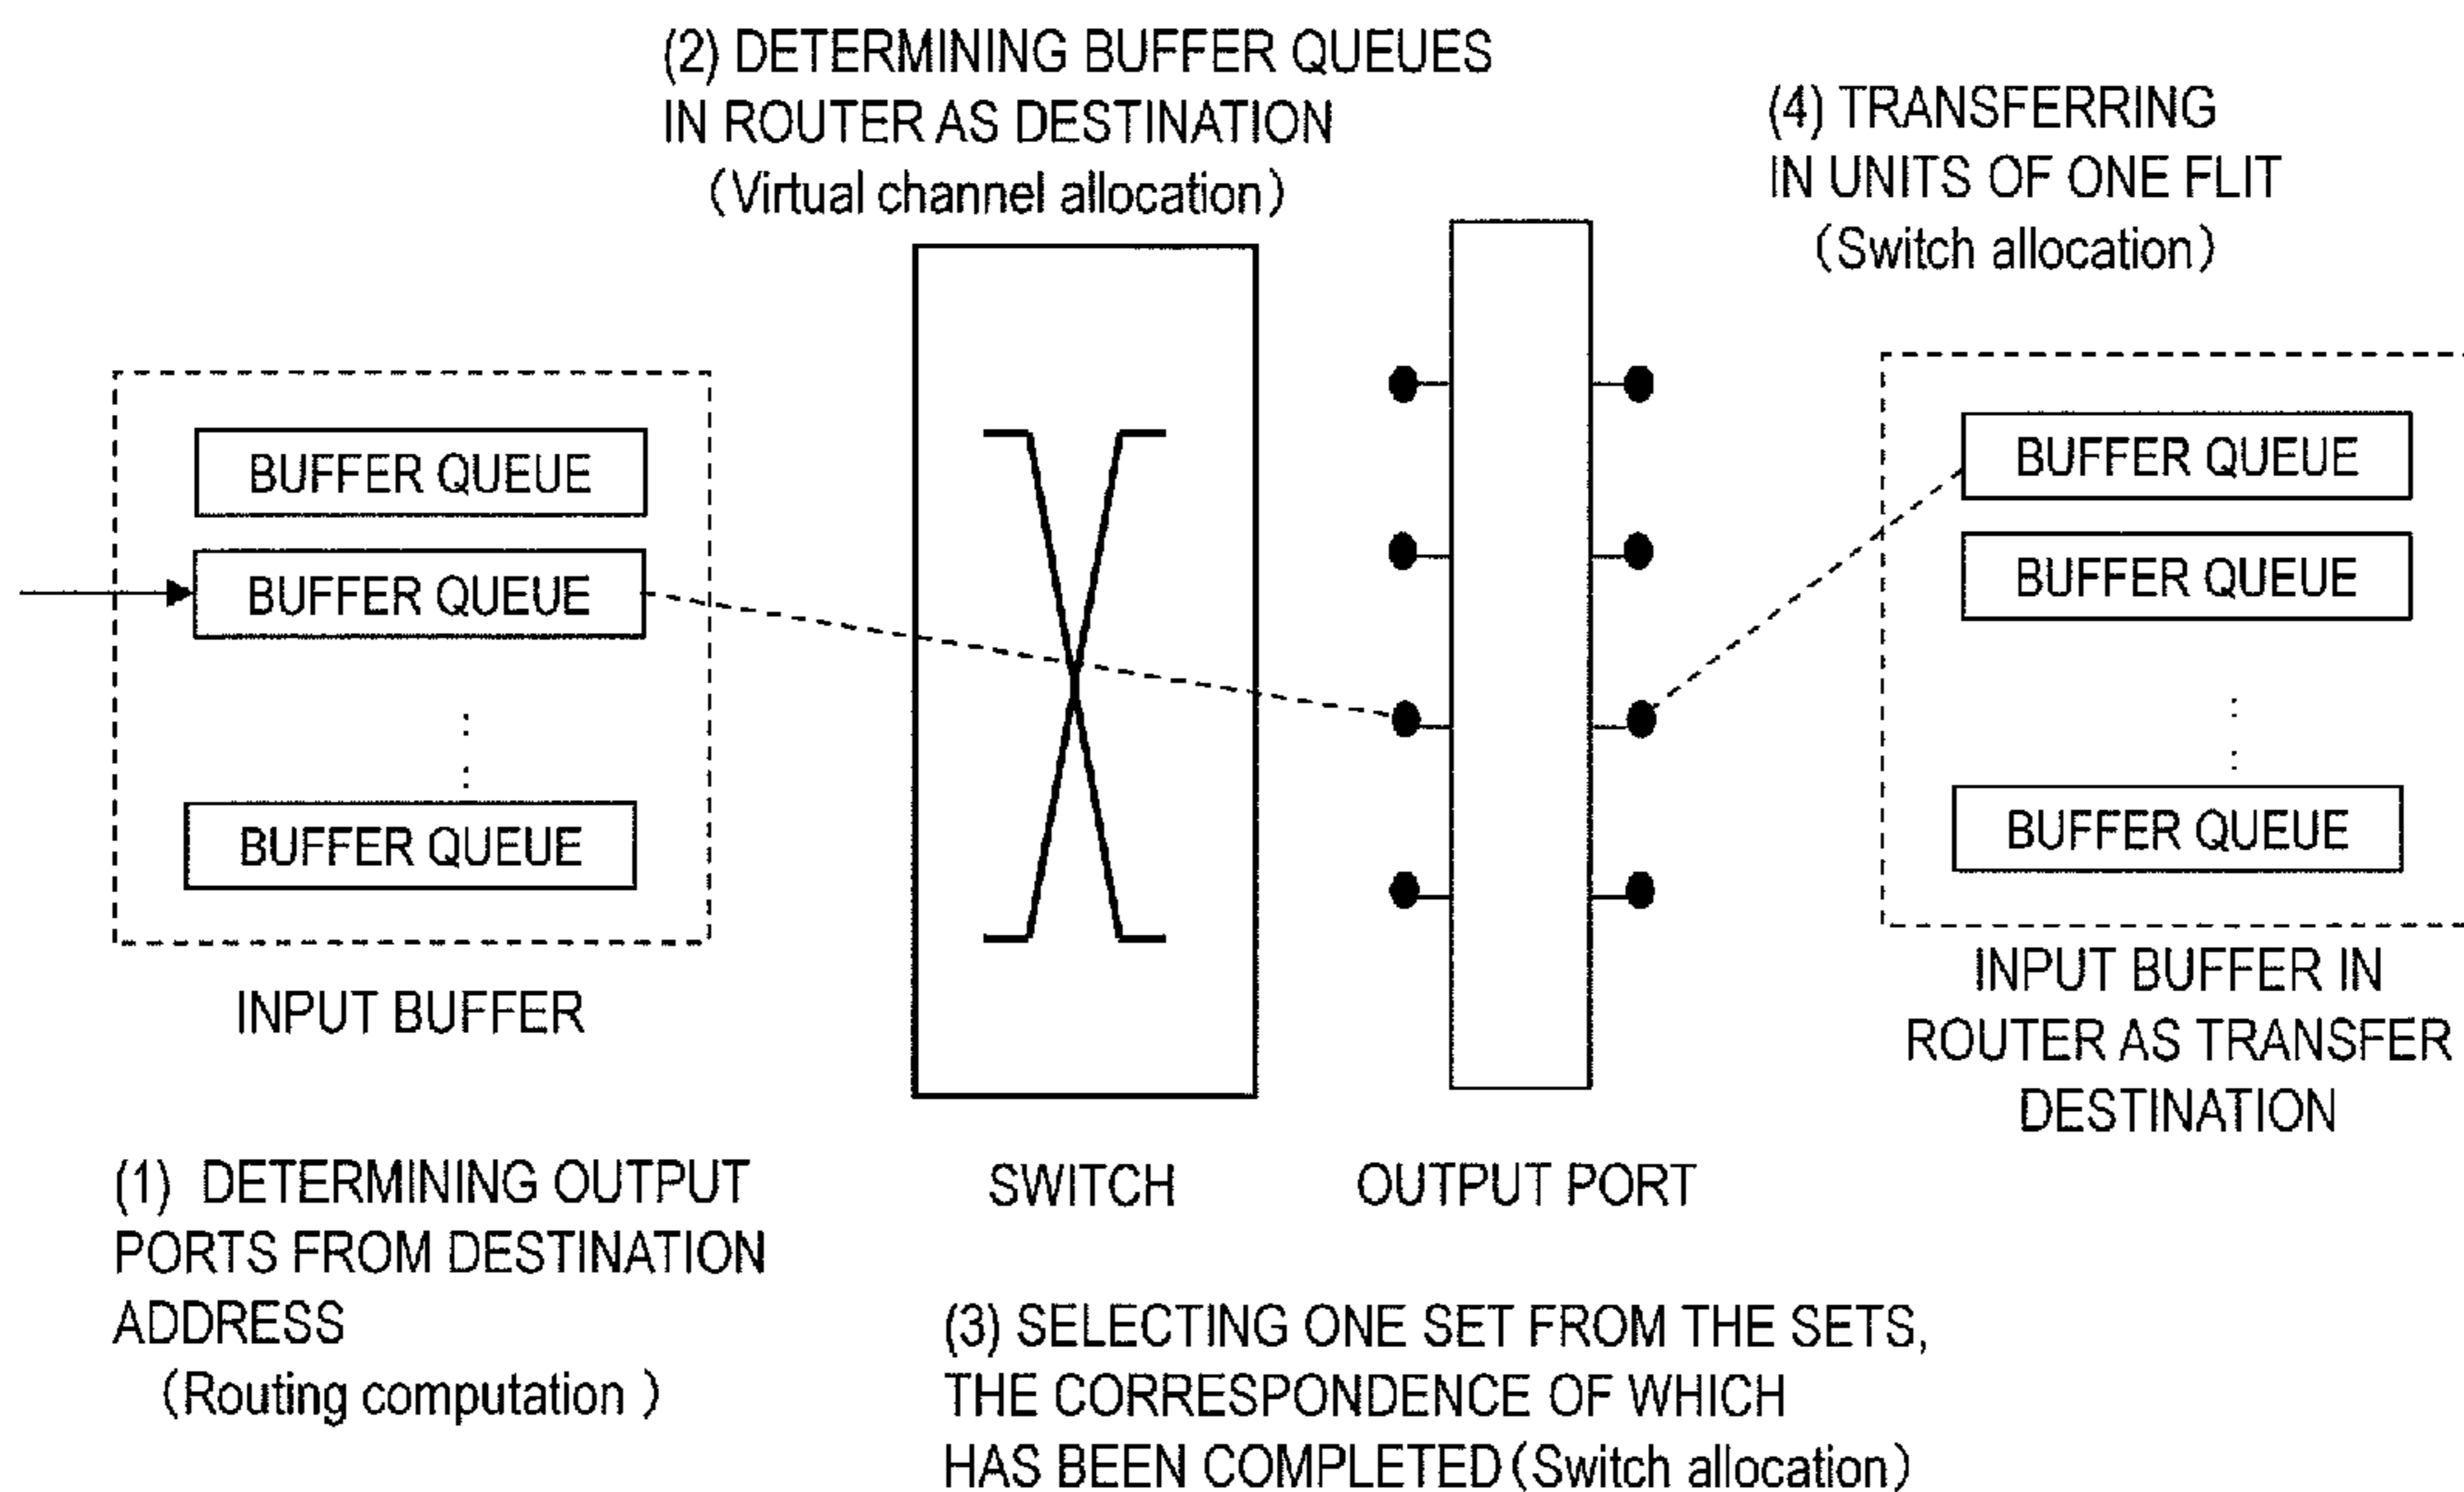 (2) DETERMINING BUFFER QUEUES
IN ROUTER AS DESTINATION
(Virtual channel allocation)
(4) TRANSFERRING
IN UNITS OF ONE FLIT
(Switch allocation)
BUFFER QUEUE
BUFFER QUEUE
:
:
BUFFER QUEUE
INPUT BUFFER
BUFFER QUEUE
BUFFER QUEUE
:
:
BUFFER QUEUE
INPUT BUFFER IN
ROUTER AS TRANSFER
DESTINATION
SWITCH
OUTPUT PORT
(1) DETERMINING OUTPUT
PORTS FROM DESTINATION
ADDRESS
(Routing computation )
(3) SELECTING ONE SET FROM THE SETS,
THE CORRESPONDENCE OF WHICH
HAS BEEN COMPLETED(Switch allocation)